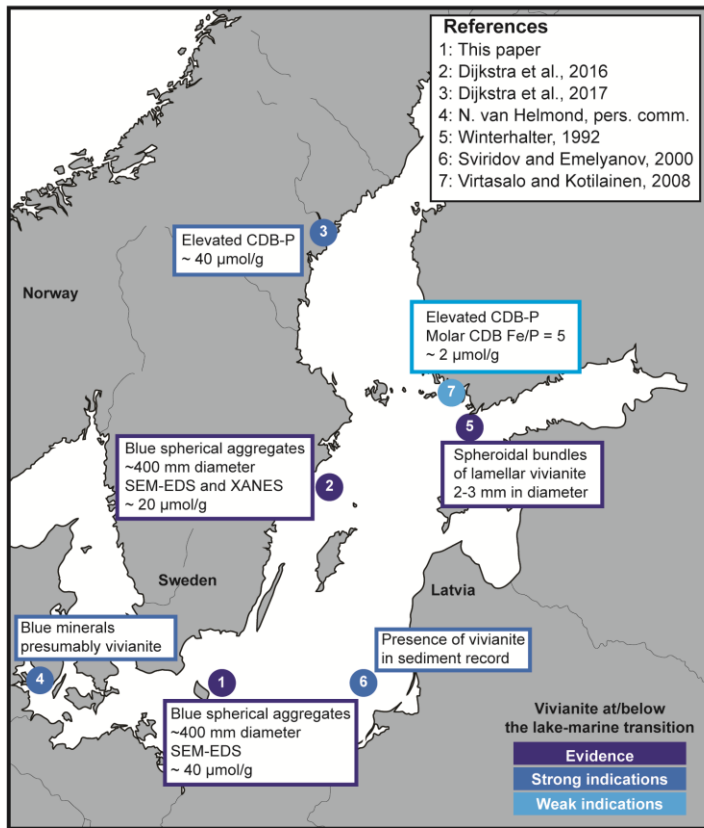 References
1: This paper
2: Dijkstra et al., 2016
3: Dijkstra et al., 2017
4: N. van Helmond, pers. comm.
5: Winterhalter, 1992
6: Sviridov and Emelyanov, 2000
7: Virtasalo and Kotilainen, 2008
3
Elevated CDB-P
~ 40 μmol/g
Norway
Elevated CDB-P
Molar CDB Fe/P = 5
~ 2 μmol/g
7
5
Blue spherical aggregates
~400 mm diameter
SEM-EDS and XANES
~ 20 μmol/g
2
Spheroidal bundles
of lamellar vivianite
2-3 mm in diameter
Sweden
Latvia
Blue minerals
presumably vivianite
4
Presence of vivianite
in sediment record
1
6
Blue spherical aggregates
~400 mm diameter
SEM-EDS
~ 40 μmol/g
Vivianite at/below
the lake-marine transition
Evidence
Strong indications
Weak indications